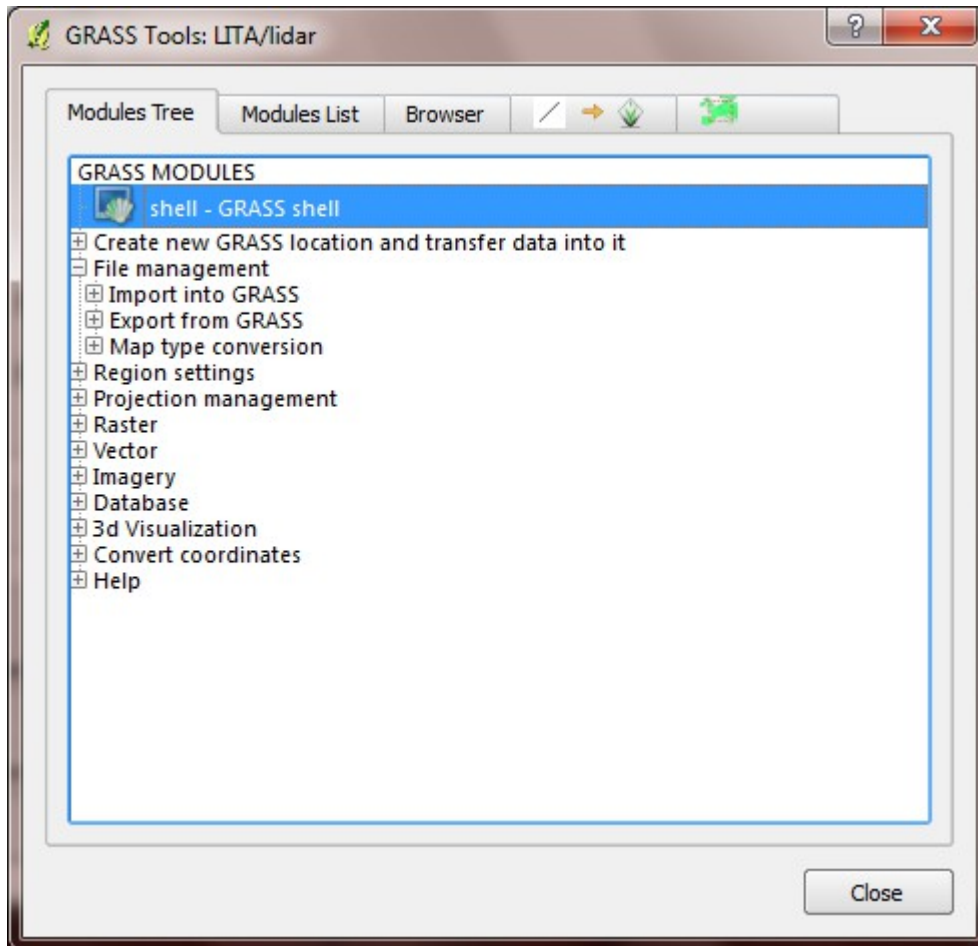 GRASS Tools: LITA/lidar
? X
Modules Tree Modules List Browser
GRASS MODULES
shell - GRASS shell
Create new GRASS location and transfer data into it
File management
Import into GRASS
Export from GRASS
Map type conversion
Region settings
Projection management
Raster
Vector
Imagery
Database
3d Visualization
Convert coordinates
Help
Close